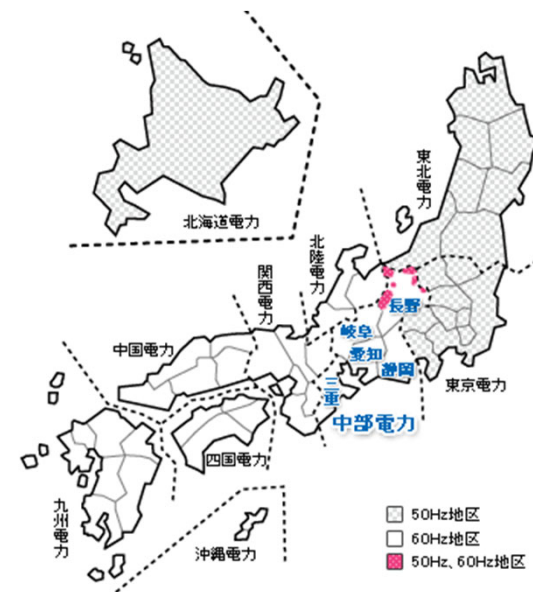 北海道電力
東北電力
北陸電力
関西電力
中国電力
長野
岐阜
愛知
静岡
三重
東京電力
中部電力
四国電力
九州電力
沖縄電力
50Hz地区
60Hz地区
50Hz、60Hz地区